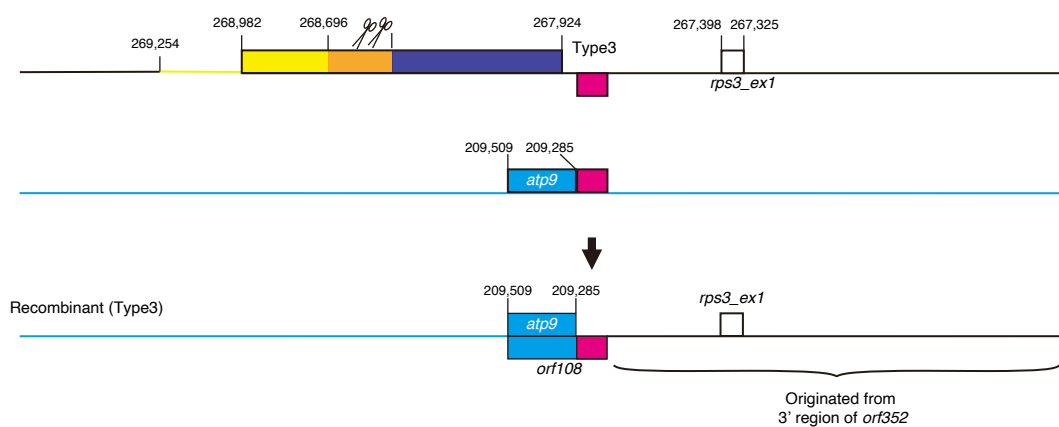 269,254
268,982
268,696
267,924
Type3
267,398
267,325
rps3_ex1
209,509
209,285
atp9
Recombinant (Type3)
209,509
209,285
rps3_ex1
atp9
orf108
Originated from
3' region of orf352